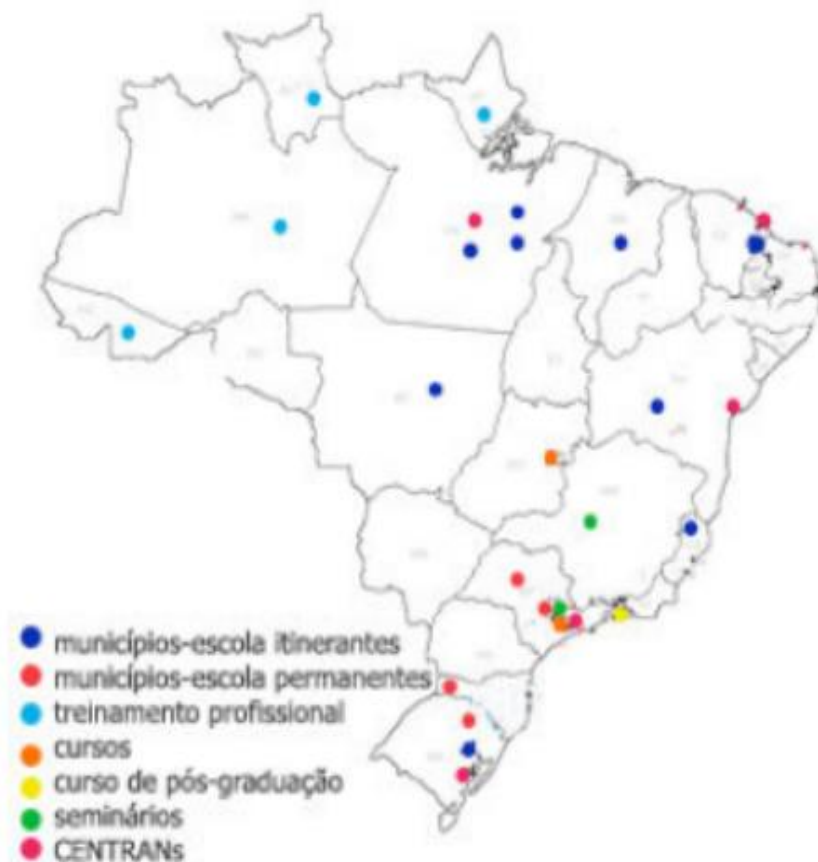 municípios-escola itinerantes
municípios-escola permanentes
treinamento profissional
cursos
curso de pós-graduação
seminários
CENTRANs